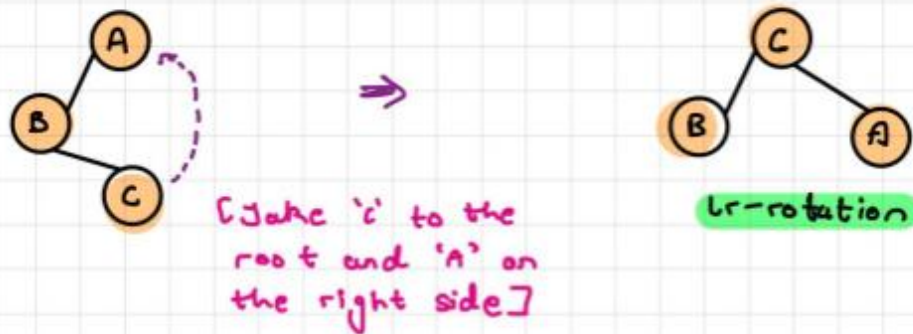 A
B
C
C
B
A
[Take 'c' to the
root and 'A' on
the right side]
Lr-rotation